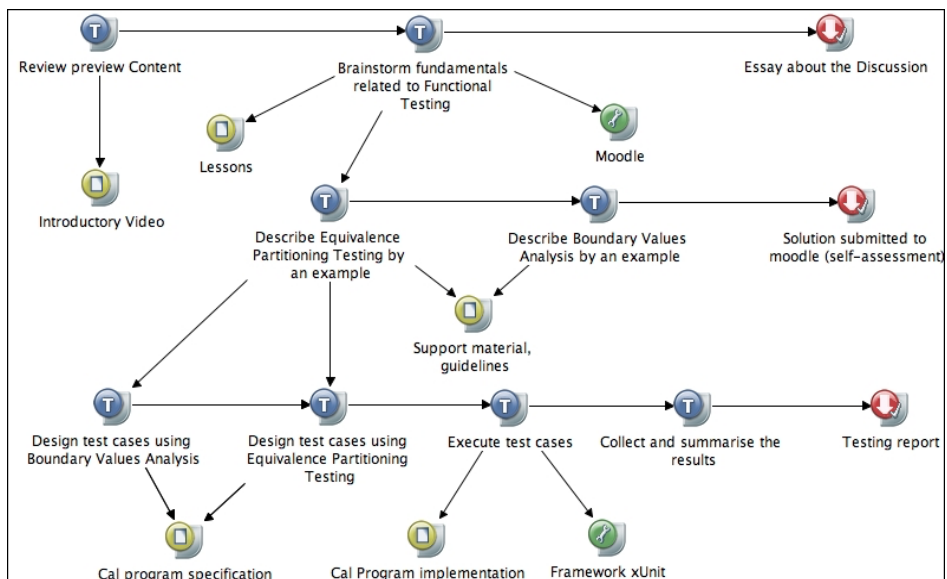 T
T
Review preview Content
Brainstorm fundamentals
related to Functional
Testing
Essay about the Discussion
Lessons
Moodle
Introductory Video
T
T
Describe Equivalence
Partitioning Testing by
an example
Describe Boundary Values
Analysis by an example
Solution submitted to
moodle (self-assessment)
Support material,
guidelines
T
T
T
T
Design test cases using
Boundary Values Analysis
Design test cases using
Equivalence Partitioning
Testing
Execute test cases
Collect and summarise the
results
Testing report
Cal program specification
Cal Program implementation
Framework xUnit